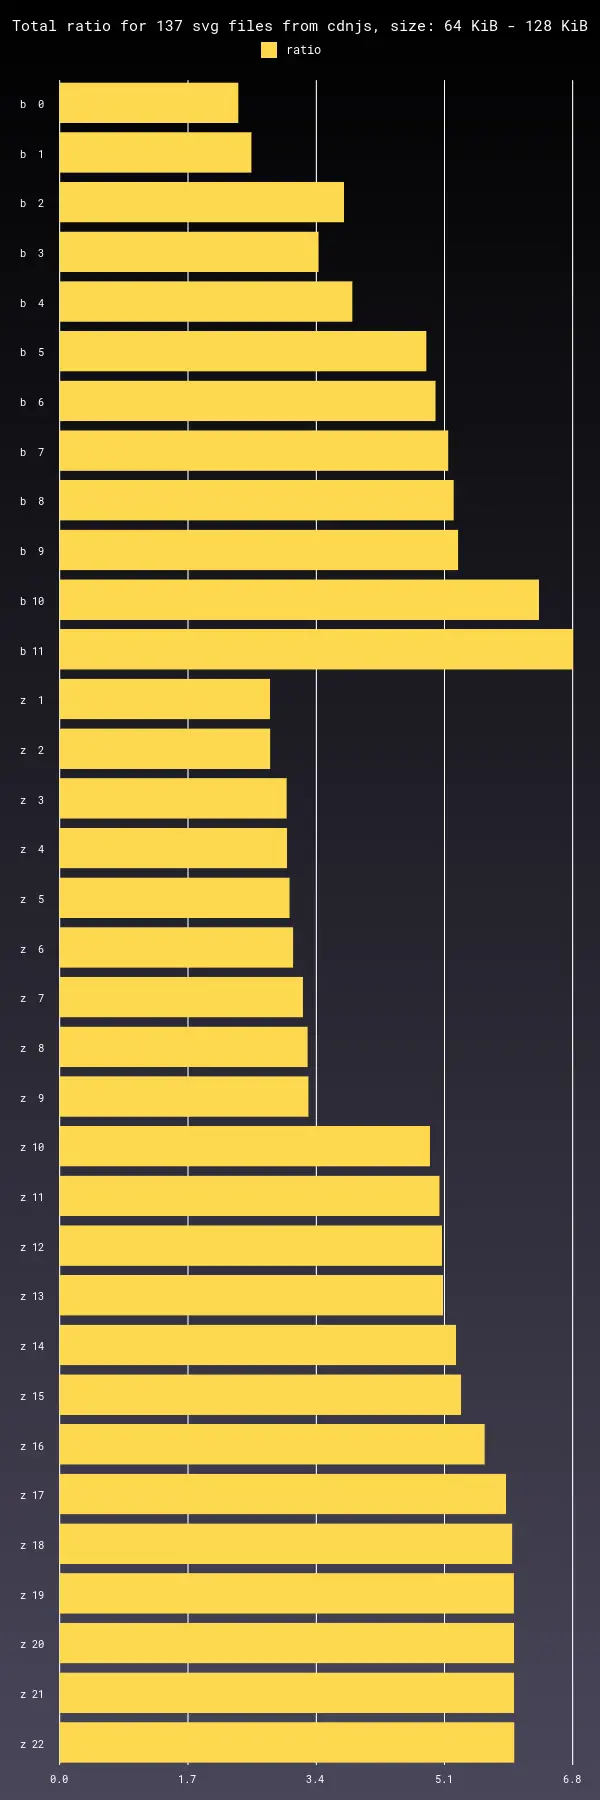 Total ratio for 137 svg files from cdnjs, size: 64 KiB - 128 KiB
ratio
b 0
b 1
b 2
b 3
b 4
b 5
b 6
b 7
b 8
b 9
b 10
b 11
z 1
z 2
z 3
z 4
z 5
z 6
z 7
z 8
z 9
z 10
z 11
z 12
z 13
z 14
z 15
z 16
z 17
z 18
z 19
z 20
z 21
z 22
0.0 1.7 3.4 5.1 6.8